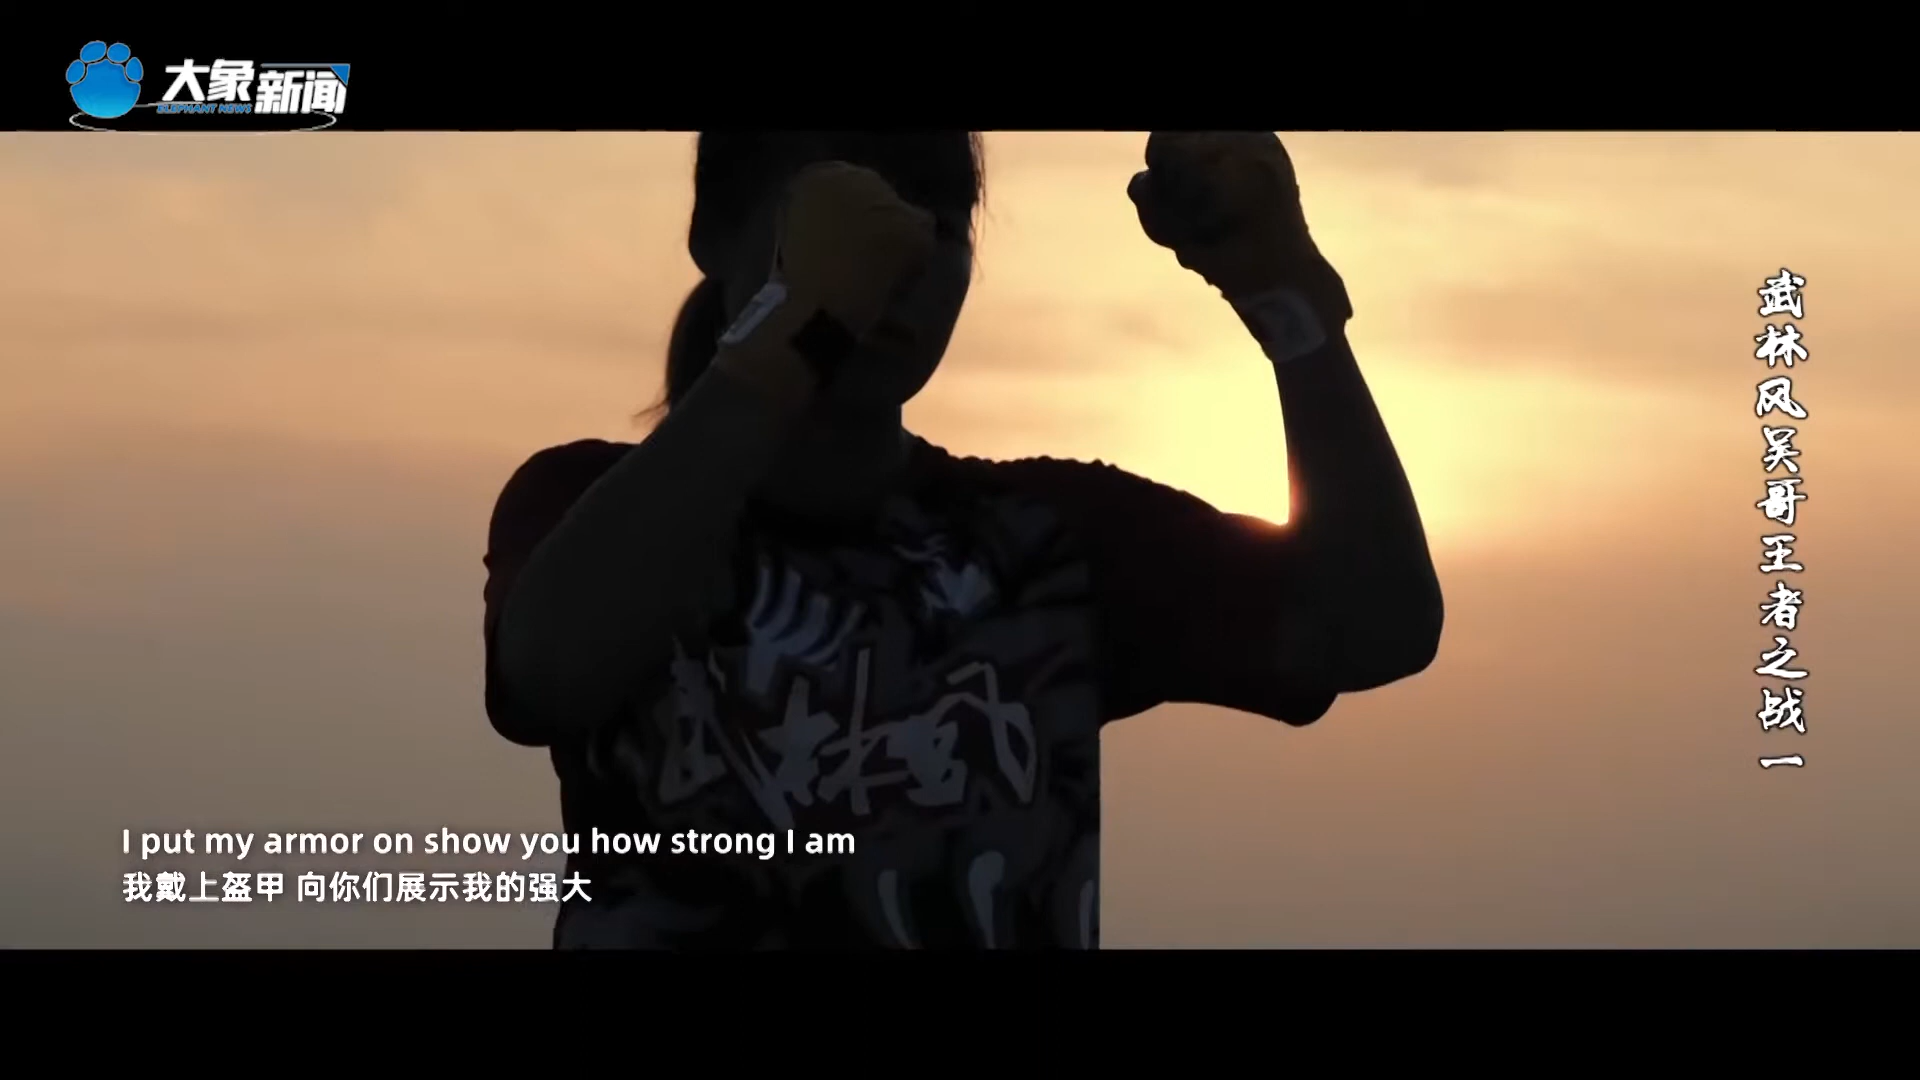 大象新闻
ELEPHANT NEWS
武林风吴哥王者之战一
武林风
I put my armor on show you how strong I am
我戴上盔甲 向你们展示我的强大